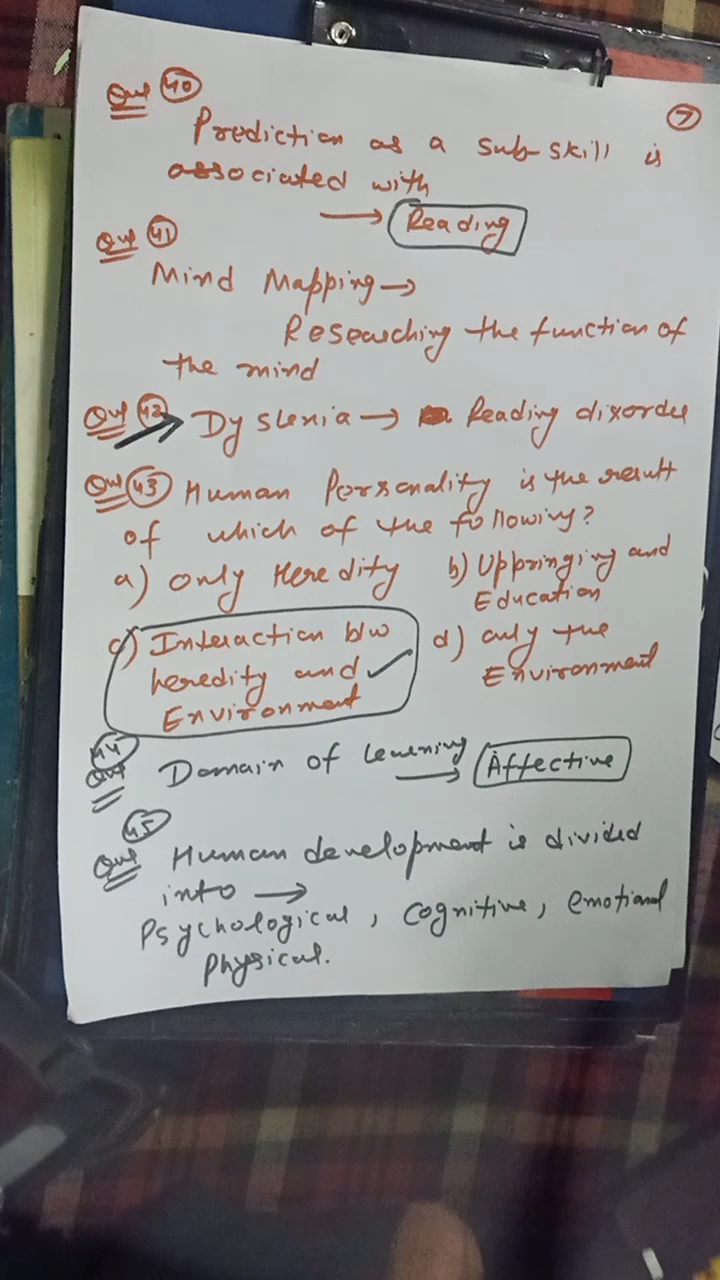 Que 40
7
Prediction as a sub-skill is
associated with
→ Reading
Que 41
Mind Mapping →
Researching the function of
the mind
Que 42 → Dyslexia → Reading disorder
Que 43 Human Personality is the result
of which of the following?
a) only Heredity b) Uppringing and
Education
c) Interaction b/w
heredity and
Environment
d) only the
Environment
44
Que Domain of Learning → Affective
45
Que Human development is divided
into →
Psychological, cognitive, emotional
Physical.